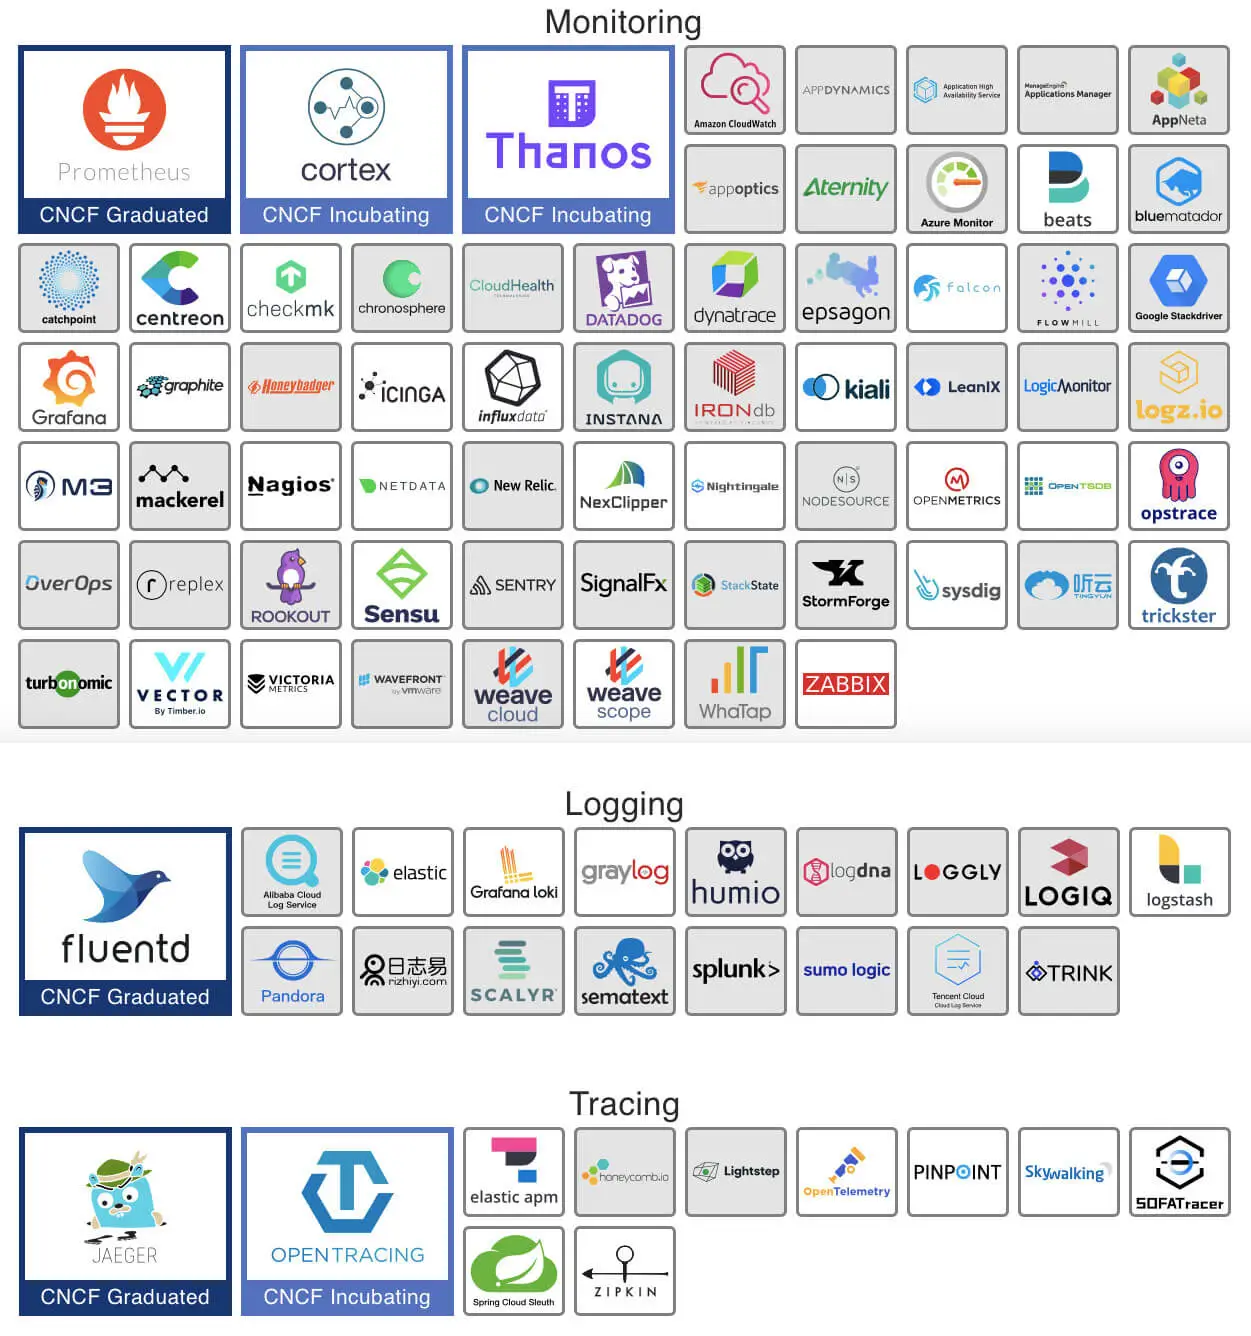 Monitoring
Prometheus
CNCF Graduated
cortex
CNCF Incubating
Thanos
CNCF Incubating
Amazon CloudWatch
APPDYNAMICS
Application High
Availability Service
ManageEngine
Applications Manager
AppNeta
appoptics
Aternity
Azure Monitor
beats
bluematador
catchpoint
centreon
checkmk
chronosphere
CloudHealth
DATADOG
dynatrace
epsagon
falcon
FLOWMILL
Google Stackdriver
Grafana
graphite
Honeybadger
ICINGA
influxdata
INSTANA
IRONdb
kiali
LeanIX
LogicMonitor
logz.io
M3
mackerel
Nagios
NETDATA
New Relic.
NexClipper
Nightingale
N|S
NODESOURCE
OPENMETRICS
OPENTSDB
opstrace
OverOps
replex
ROOKOUT
Sensu
SENTRY
SignalFx
StackState
StormForge
sysdig
听云
TINGYUN
trickster
turbonomic
VECTOR
By Timber.io
VICTORIA
METRICS
WAVEFRONT
by vmware
weave
cloud
weave
scope
WhaTap
ZABBIX
Logging
fluentd
CNCF Graduated
Alibaba Cloud
Log Service
elastic
Grafana loki
graylog
humio
logdna
LOGGLY
LOGIQ
logstash
Pandora
日志易
rizhiyi.com
SCALYR
sematext
splunk>
sumo logic
Tencent Cloud
Cloud Log Service
TRINK
Tracing
JAEGER
CNCF Graduated
OPENTRACING
CNCF Incubating
elastic apm
honeycomb.io
Lightstep
OpenTelemetry
PINPOINT
Skywalking
SOFATracer
Spring Cloud Sleuth
ZIPKIN